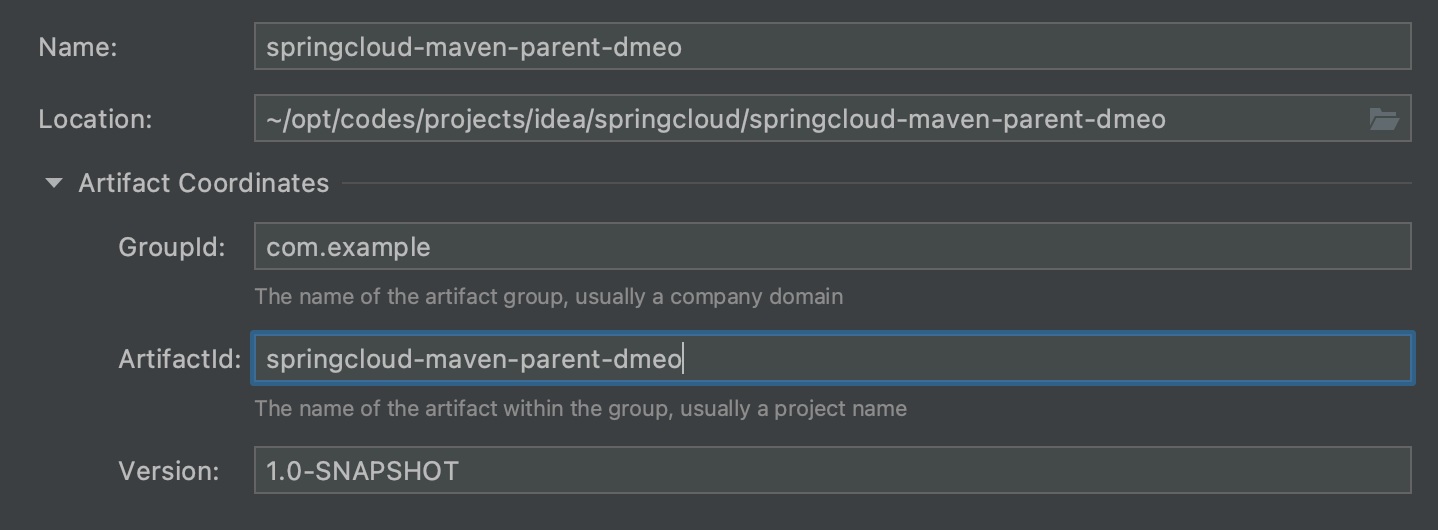 Name: springcloud-maven-parent-dmeo
Location: ~/opt/codes/projects/idea/springcloud/springcloud-maven-parent-dmeo
Artifact Coordinates
GroupId: com.example
The name of the artifact group, usually a company domain
ArtifactId: springcloud-maven-parent-dmeo
The name of the artifact within the group, usually a project name
Version: 1.0-SNAPSHOT